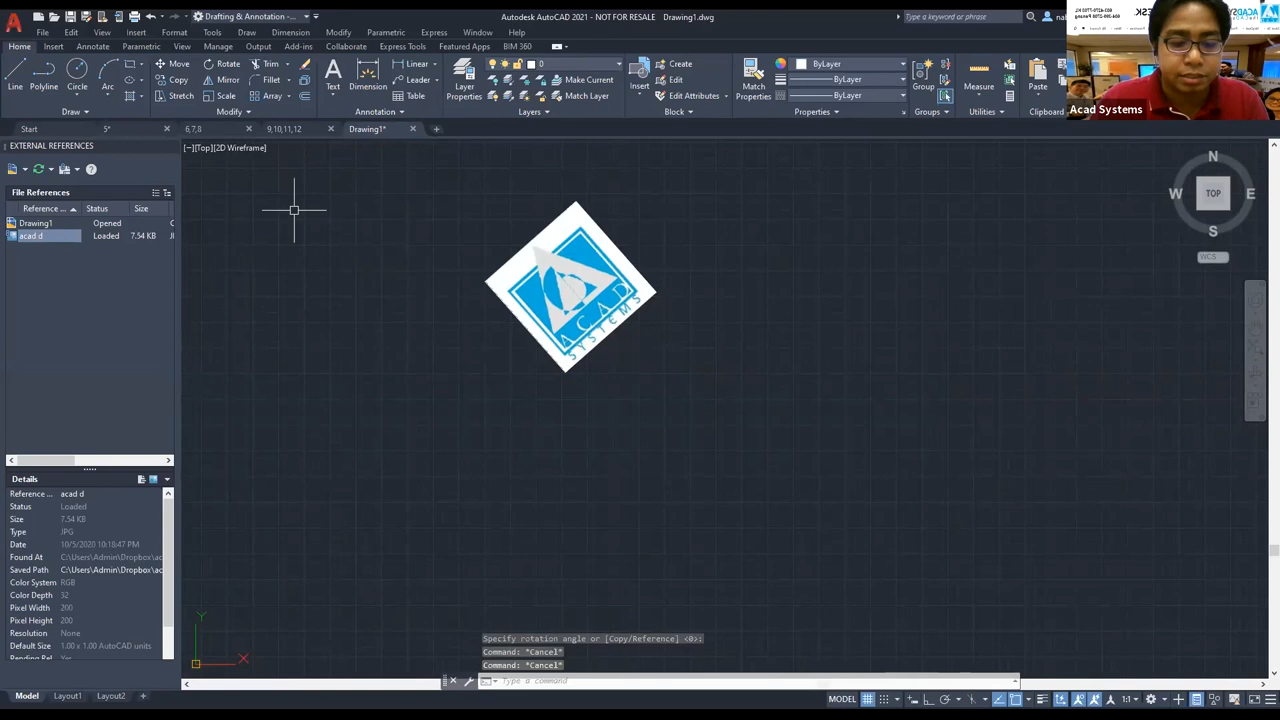 Drafting & Annotation
Autodesk AutoCAD 2021 - NOT FOR RESALE   Drawing1.dwg
Type a keyword or phrase
File Edit View Insert Format Tools Draw Dimension Modify Parametric Express Window Help
Home Insert Annotate Parametric View Manage Output Add-ins Collaborate Express Tools Featured Apps BIM 360
Line Polyline Circle Arc
Move Rotate Trim
Copy Mirror Fillet
Stretch Scale Array
Text Dimension
Linear
Leader
Table
Layer Properties
0
Make Current
Match Layer
Insert
Create
Edit
Edit Attributes
Match Properties
ByLayer
ByLayer
ByLayer
Group
Measure
Paste
Draw Modify Annotation Layers Block Properties Groups Utilities Clipboard
Acad Systems
Start 5* 6,7,8 9,10,11,12 Drawing1*
EXTERNAL REFERENCES
[−][Top][2D Wireframe]
File References
Reference ... Status Size
Drawing1 Opened
acad d Loaded 7.54 KB
N
W TOP E
S
WCS
ACAD
SYSTEMS
Details
Reference ... acad d
Status Loaded
Size 7.54 KB
Type JPG
Date 10/5/2020 10:18:47 PM
Found At C:\Users\Admin\Dropbox\ac
Saved Path C:\Users\Admin\Dropbox\ac
Color System RGB
Color Depth 32
Pixel Width 200
Pixel Height 200
Resolution None
Default Size 1.00 x 1.00 AutoCAD units
Y
X
Specify rotation angle or [Copy/Reference] <0>:
Command: *Cancel*
Command: *Cancel*
Type a command
Model Layout1 Layout2
MODEL 1:1